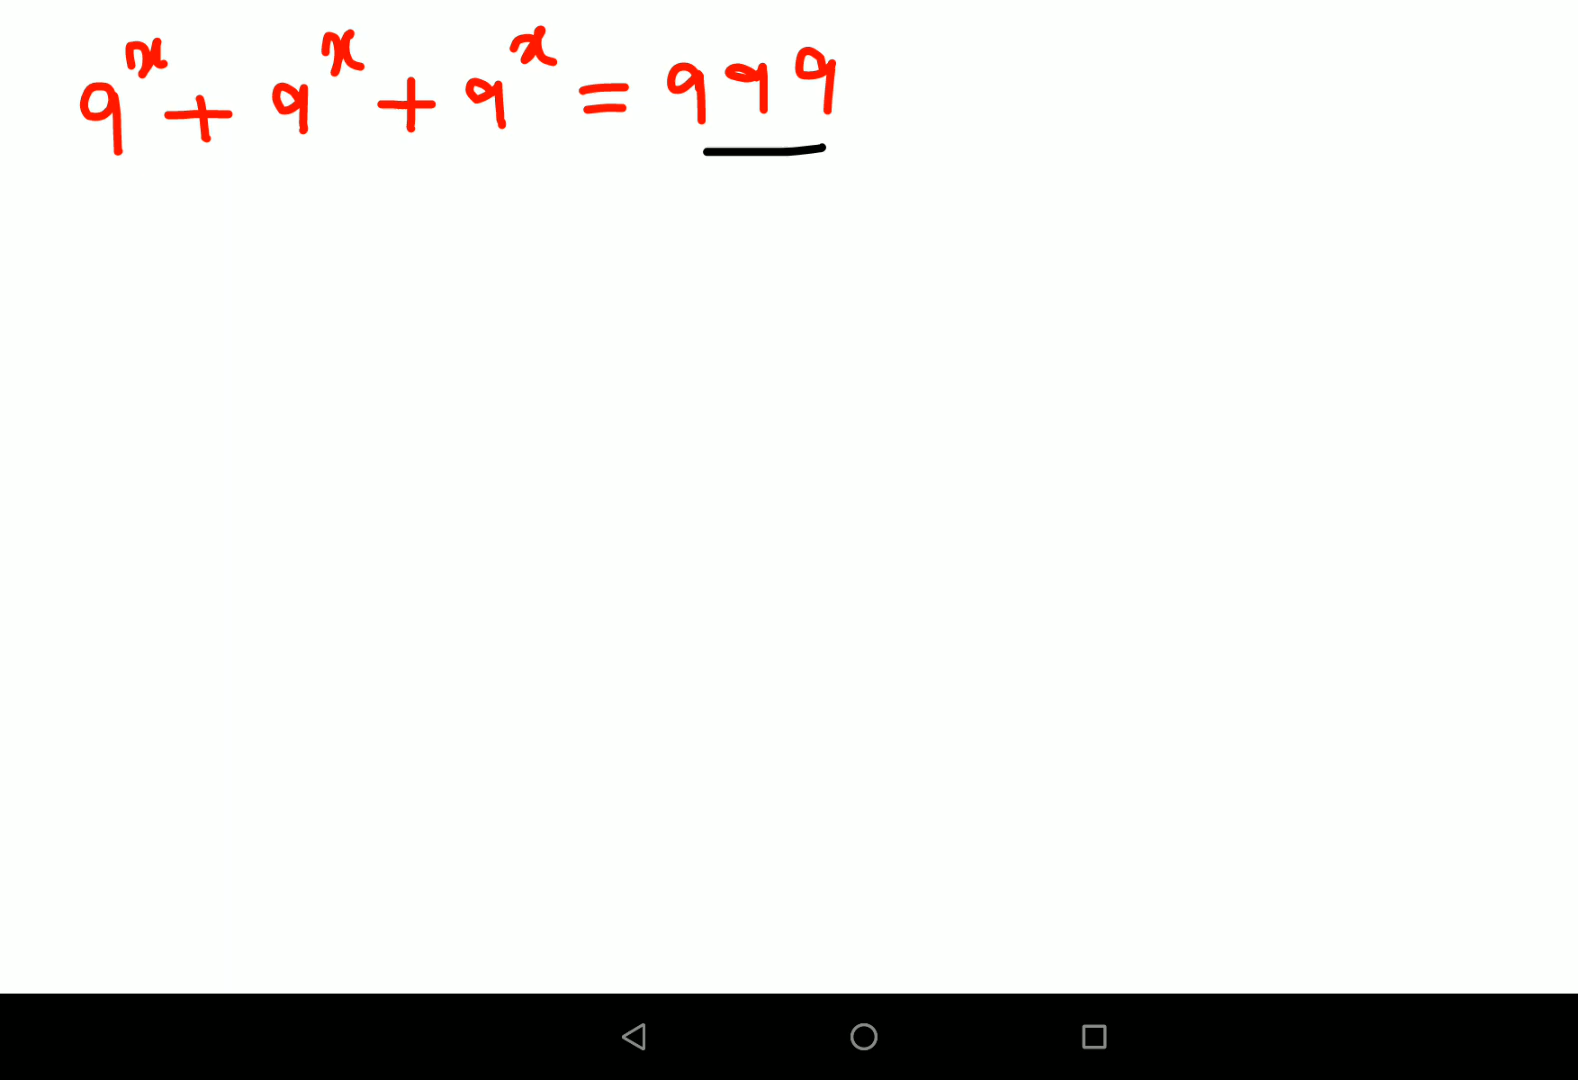 9^x + 9^x + 9^x = 999